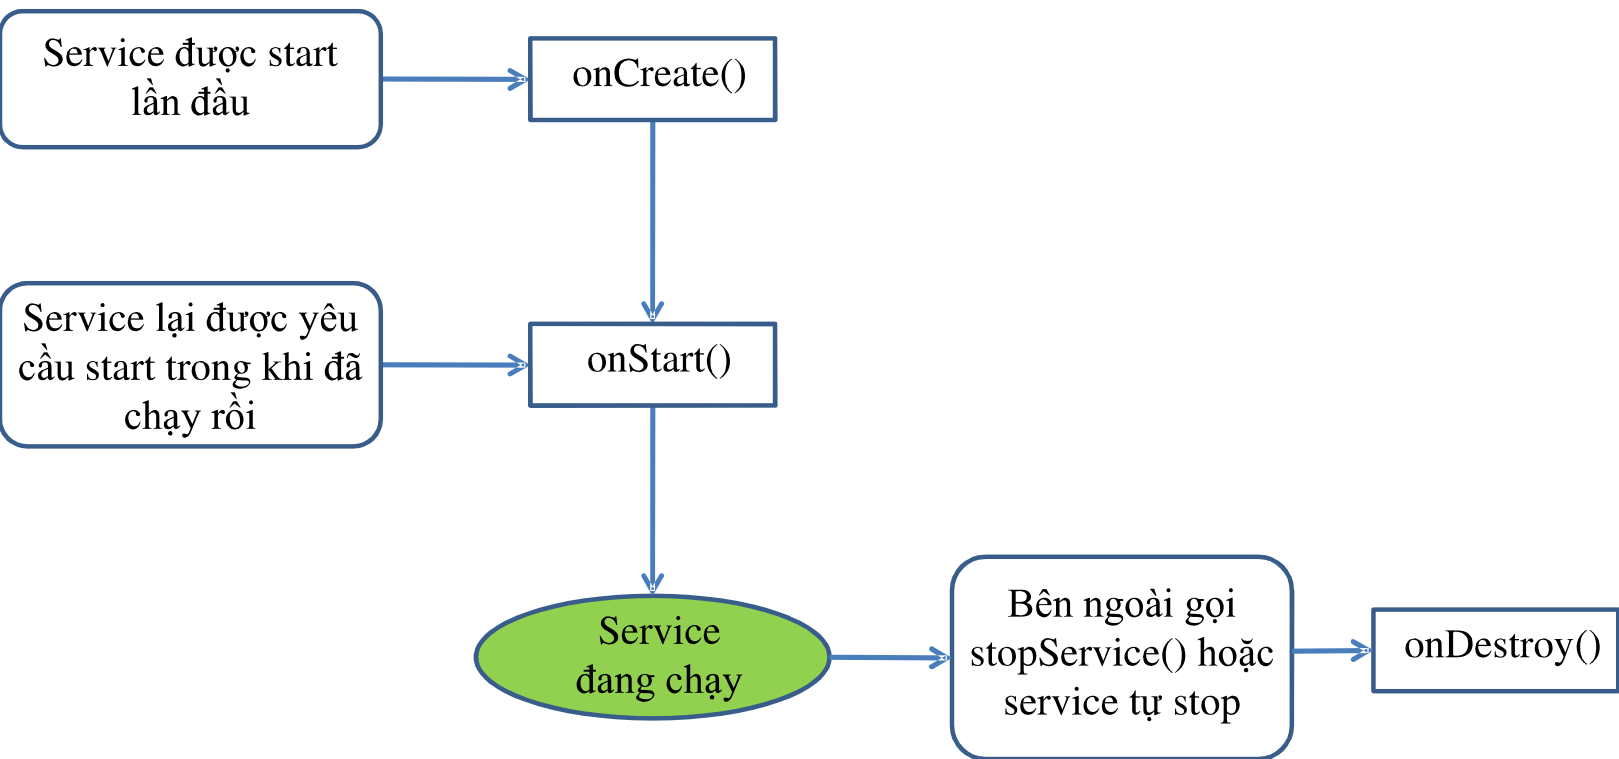 Service được start
lần đầu
onCreate()
Service lại được yêu
cầu start trong khi đã
chạy rồi
onStart()
Service
đang chạy
Bên ngoài gọi
stopService() hoặc
service tự stop
onDestroy()